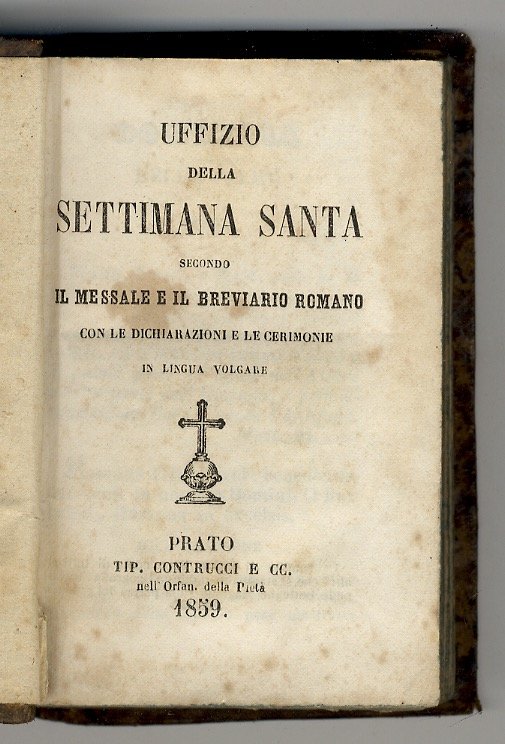 UFFIZIO
DELLA
SETTIMANA SANTA
SECONDO
IL MESSALE E IL BREVIARIO ROMANO
CON LE DICHIARAZIONI E LE CERIMONIE
IN LINGUA VOLGARE
PRATO
TIP. CONTRUCCI E CC.
nell' Orfan. della Pietà
1859.